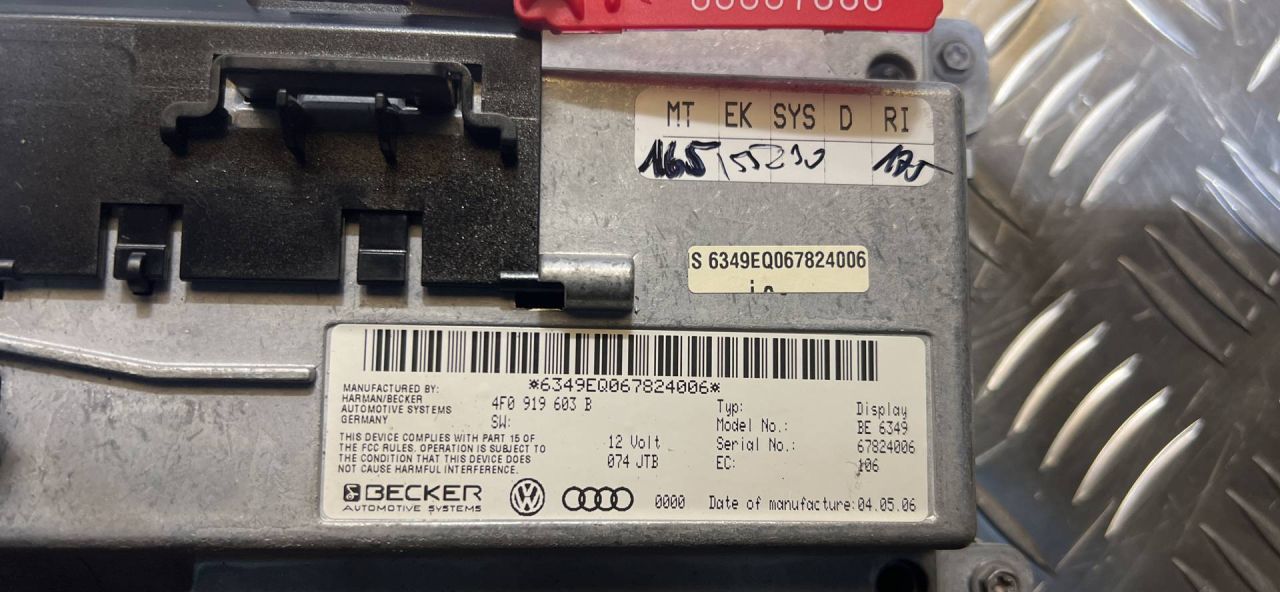 MT EK SYS D RI
165 155290 175
S 6349EQ067824006
*6349EQ067824006*
MANUFACTURED BY:
HARMAN/BECKER
AUTOMOTIVE SYSTEMS
GERMANY
4F0 919 603 B
SW:
THIS DEVICE COMPLIES WITH PART 15 OF
THE FCC RULES. OPERATION IS SUBJECT TO
THE CONDITION THAT THIS DEVICE DOES
NOT CAUSE HARMFUL INTERFERENCE.
12 Volt
074 JTB
Typ: Display
Model No.: BE 6349
Serial No.: 67824006
EC: 106
BECKER
AUTOMOTIVE SYSTEMS
0000 Date of manufacture:04.05.06